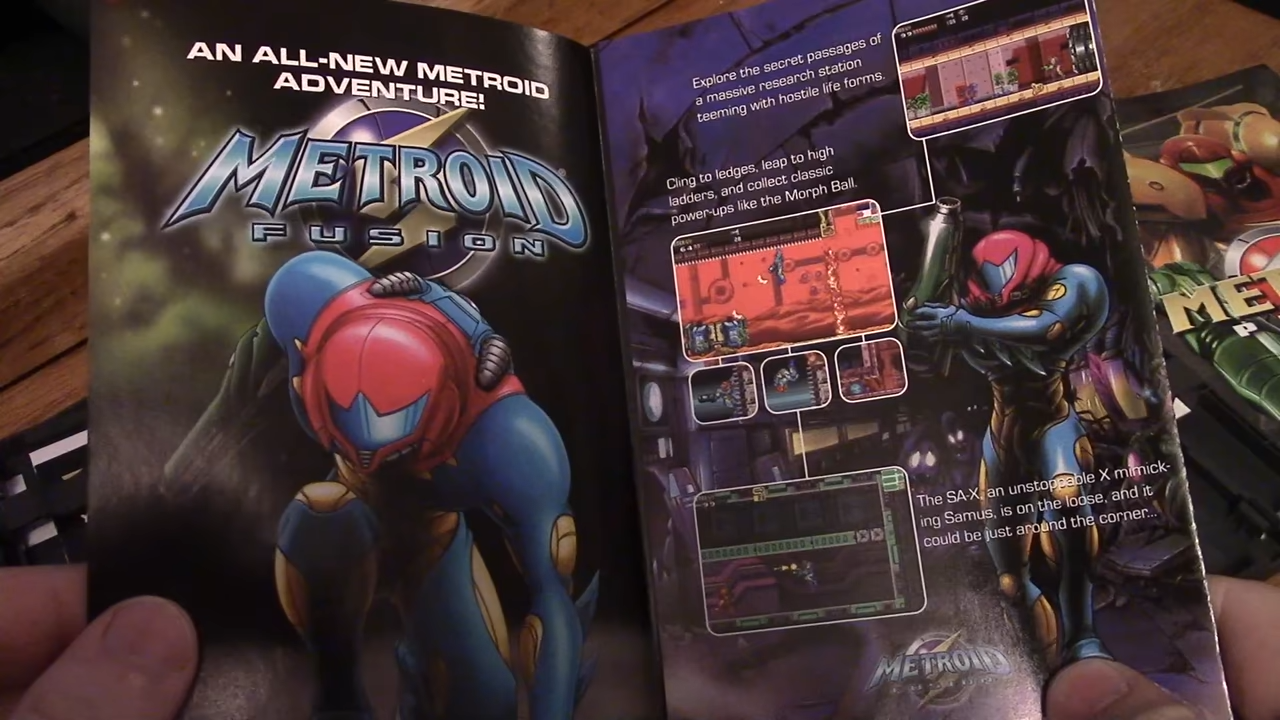 AN ALL-NEW METROID
ADVENTURE!
METROID®
FUSION
Explore the secret passages of
a massive research station
teeming with hostile life forms.
Cling to ledges, leap to high
ladders, and collect classic
power-ups like the Morph Ball.
The SA-X, an unstoppable X mimick-
ing Samus, is on the loose, and it
could be just around the corner...
METROID
MET
P